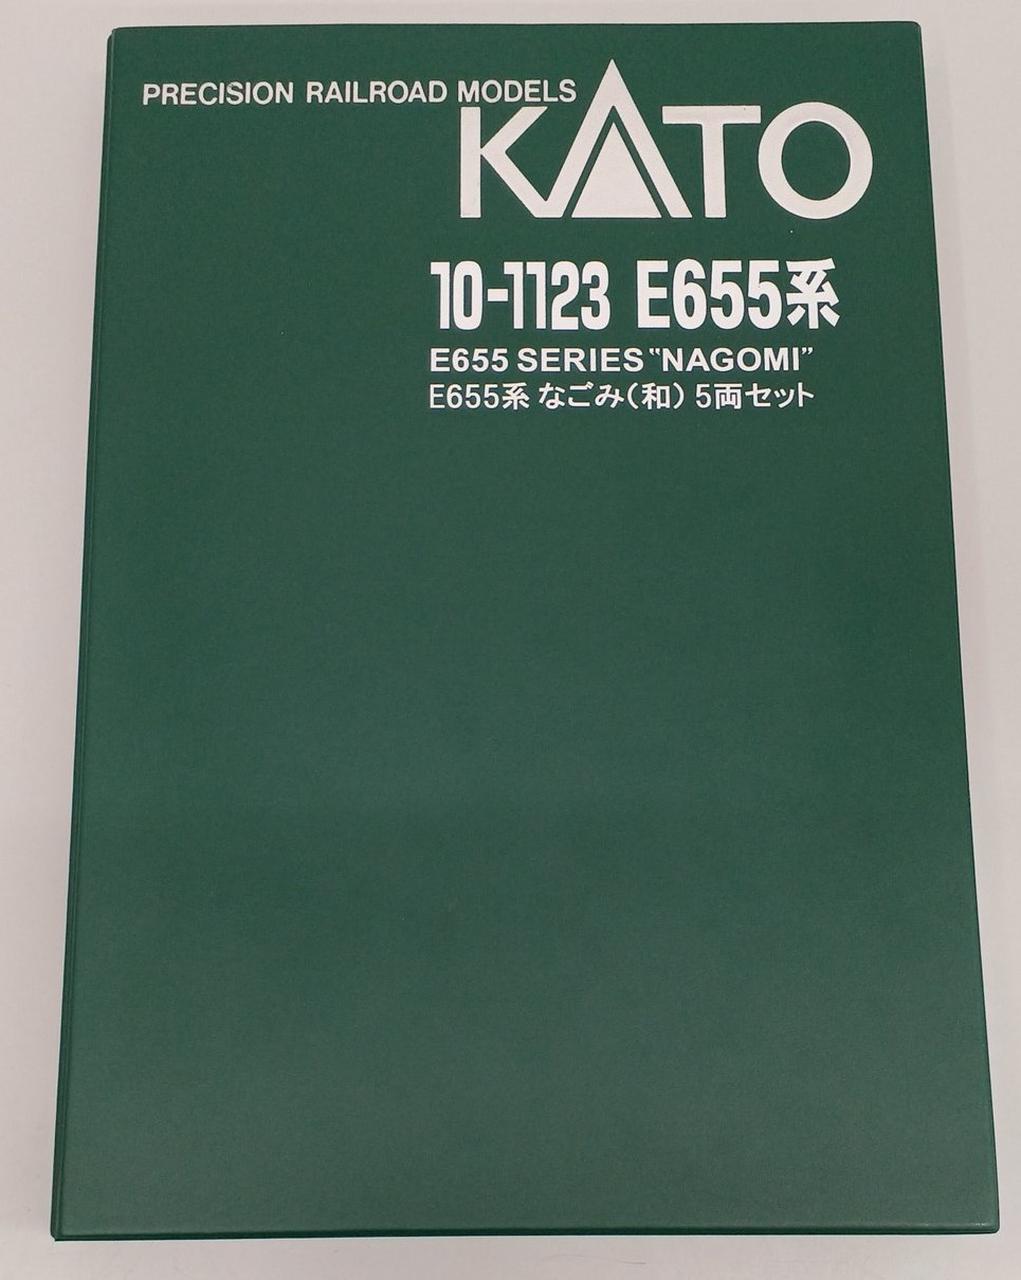 PRECISION RAILROAD MODELS
KATO
10-1123 E655系
E655 SERIES "NAGOMI"
E655系 なごみ(和) 5両セット